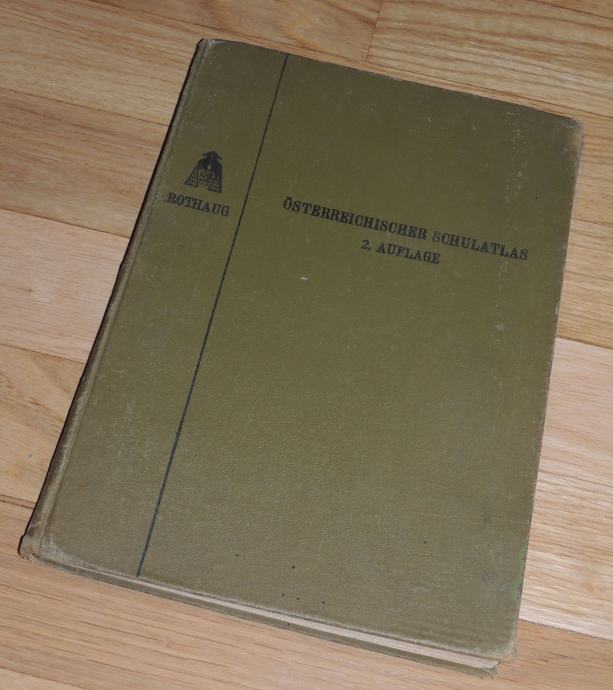 ROTHAUG
ÖSTERREICHISCHER SCHULATLAS
2. AUFLAGE